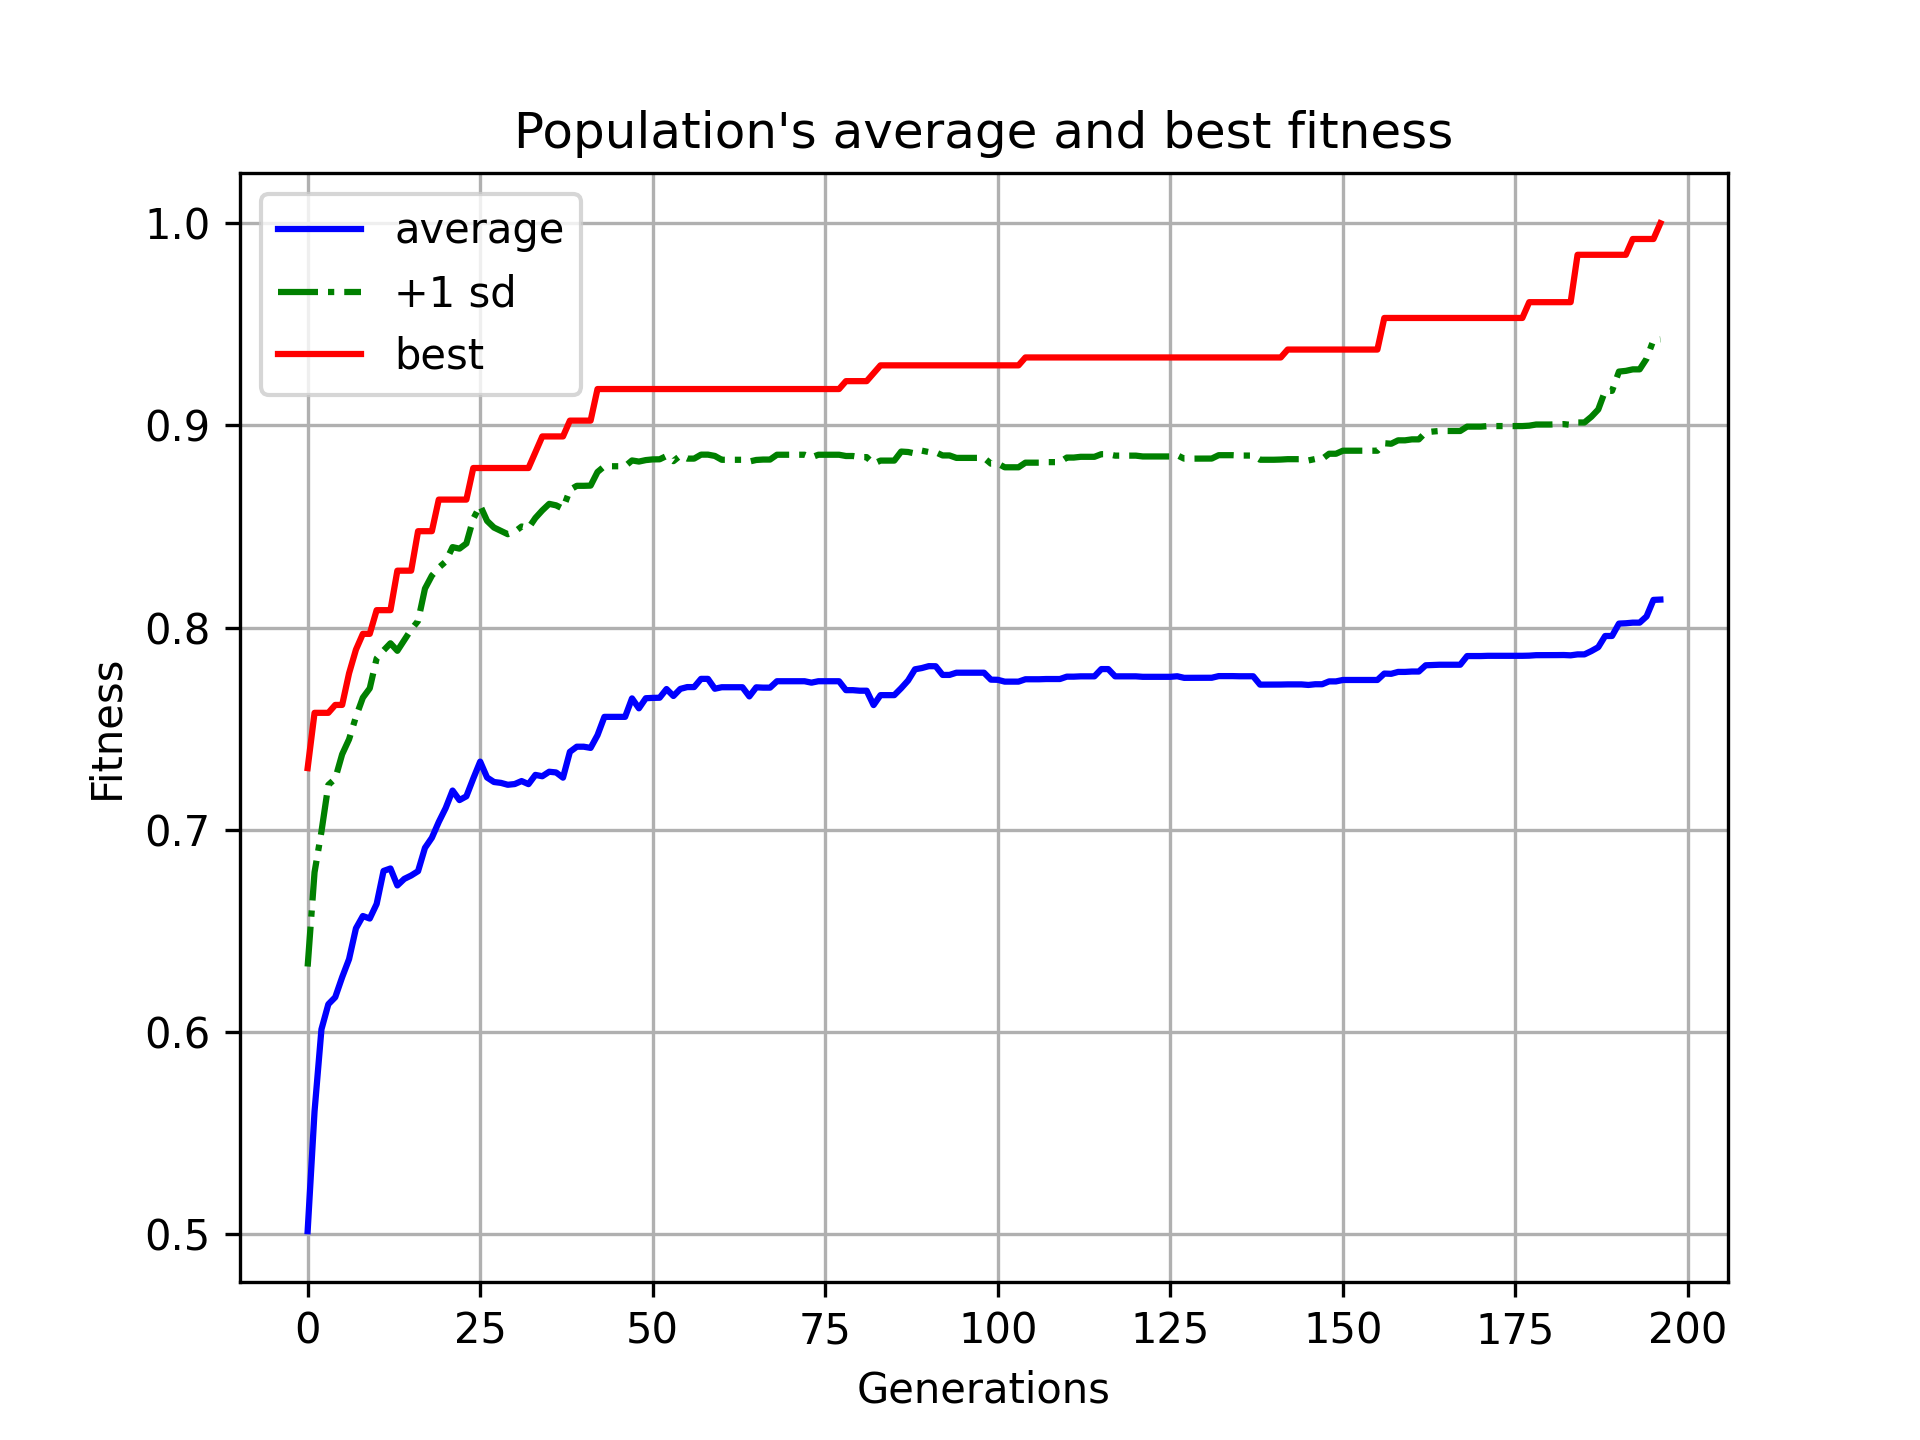 Population's average and best fitness
average
+1 sd
best
1.0
0.9
0.8
0.7
0.6
0.5
Fitness
0 25 50 75 100 125 150 175 200
Generations